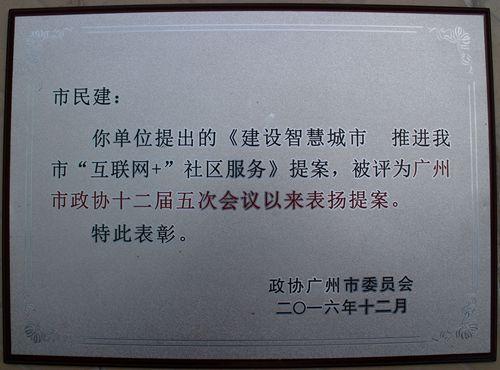 市民建：
你单位提出的《建设智慧城市 推进我
市“互联网+”社区服务》提案，被评为广州
市政协十二届五次会议以来表扬提案。
特此表彰。
政协广州市委员会
二〇一六年十二月